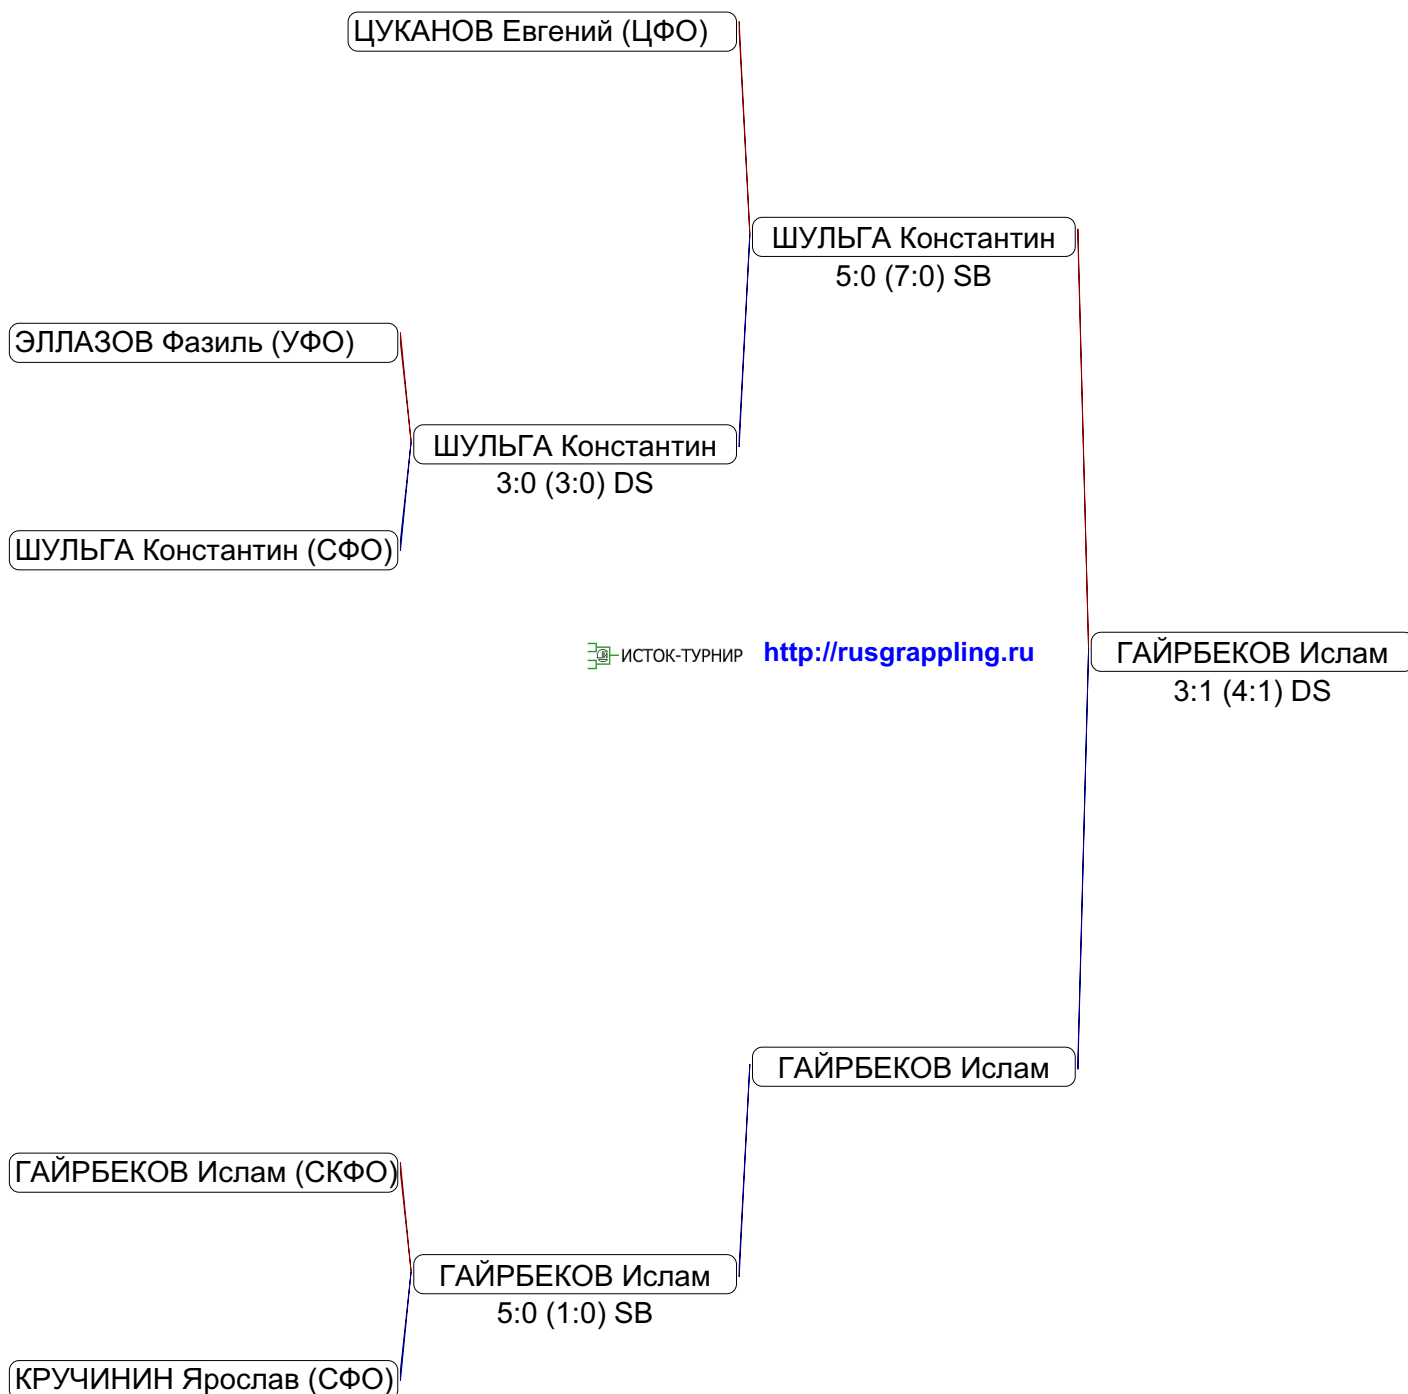 ЦУКАНОВ Евгений (ЦФО)
ШУЛЬГА Константин
5:0 (7:0) SB
ЭЛЛАЗОВ Фазиль (УФО)
ШУЛЬГА Константин
3:0 (3:0) DS
ШУЛЬГА Константин (СФО)
ИСТОК-ТУРНИР http://rusgrappling.ru
ГАЙРБЕКОВ Ислам
3:1 (4:1) DS
ГАЙРБЕКОВ Ислам
ГАЙРБЕКОВ Ислам (СКФО)
ГАЙРБЕКОВ Ислам
5:0 (1:0) SB
КРУЧИНИН Ярослав (СФО)